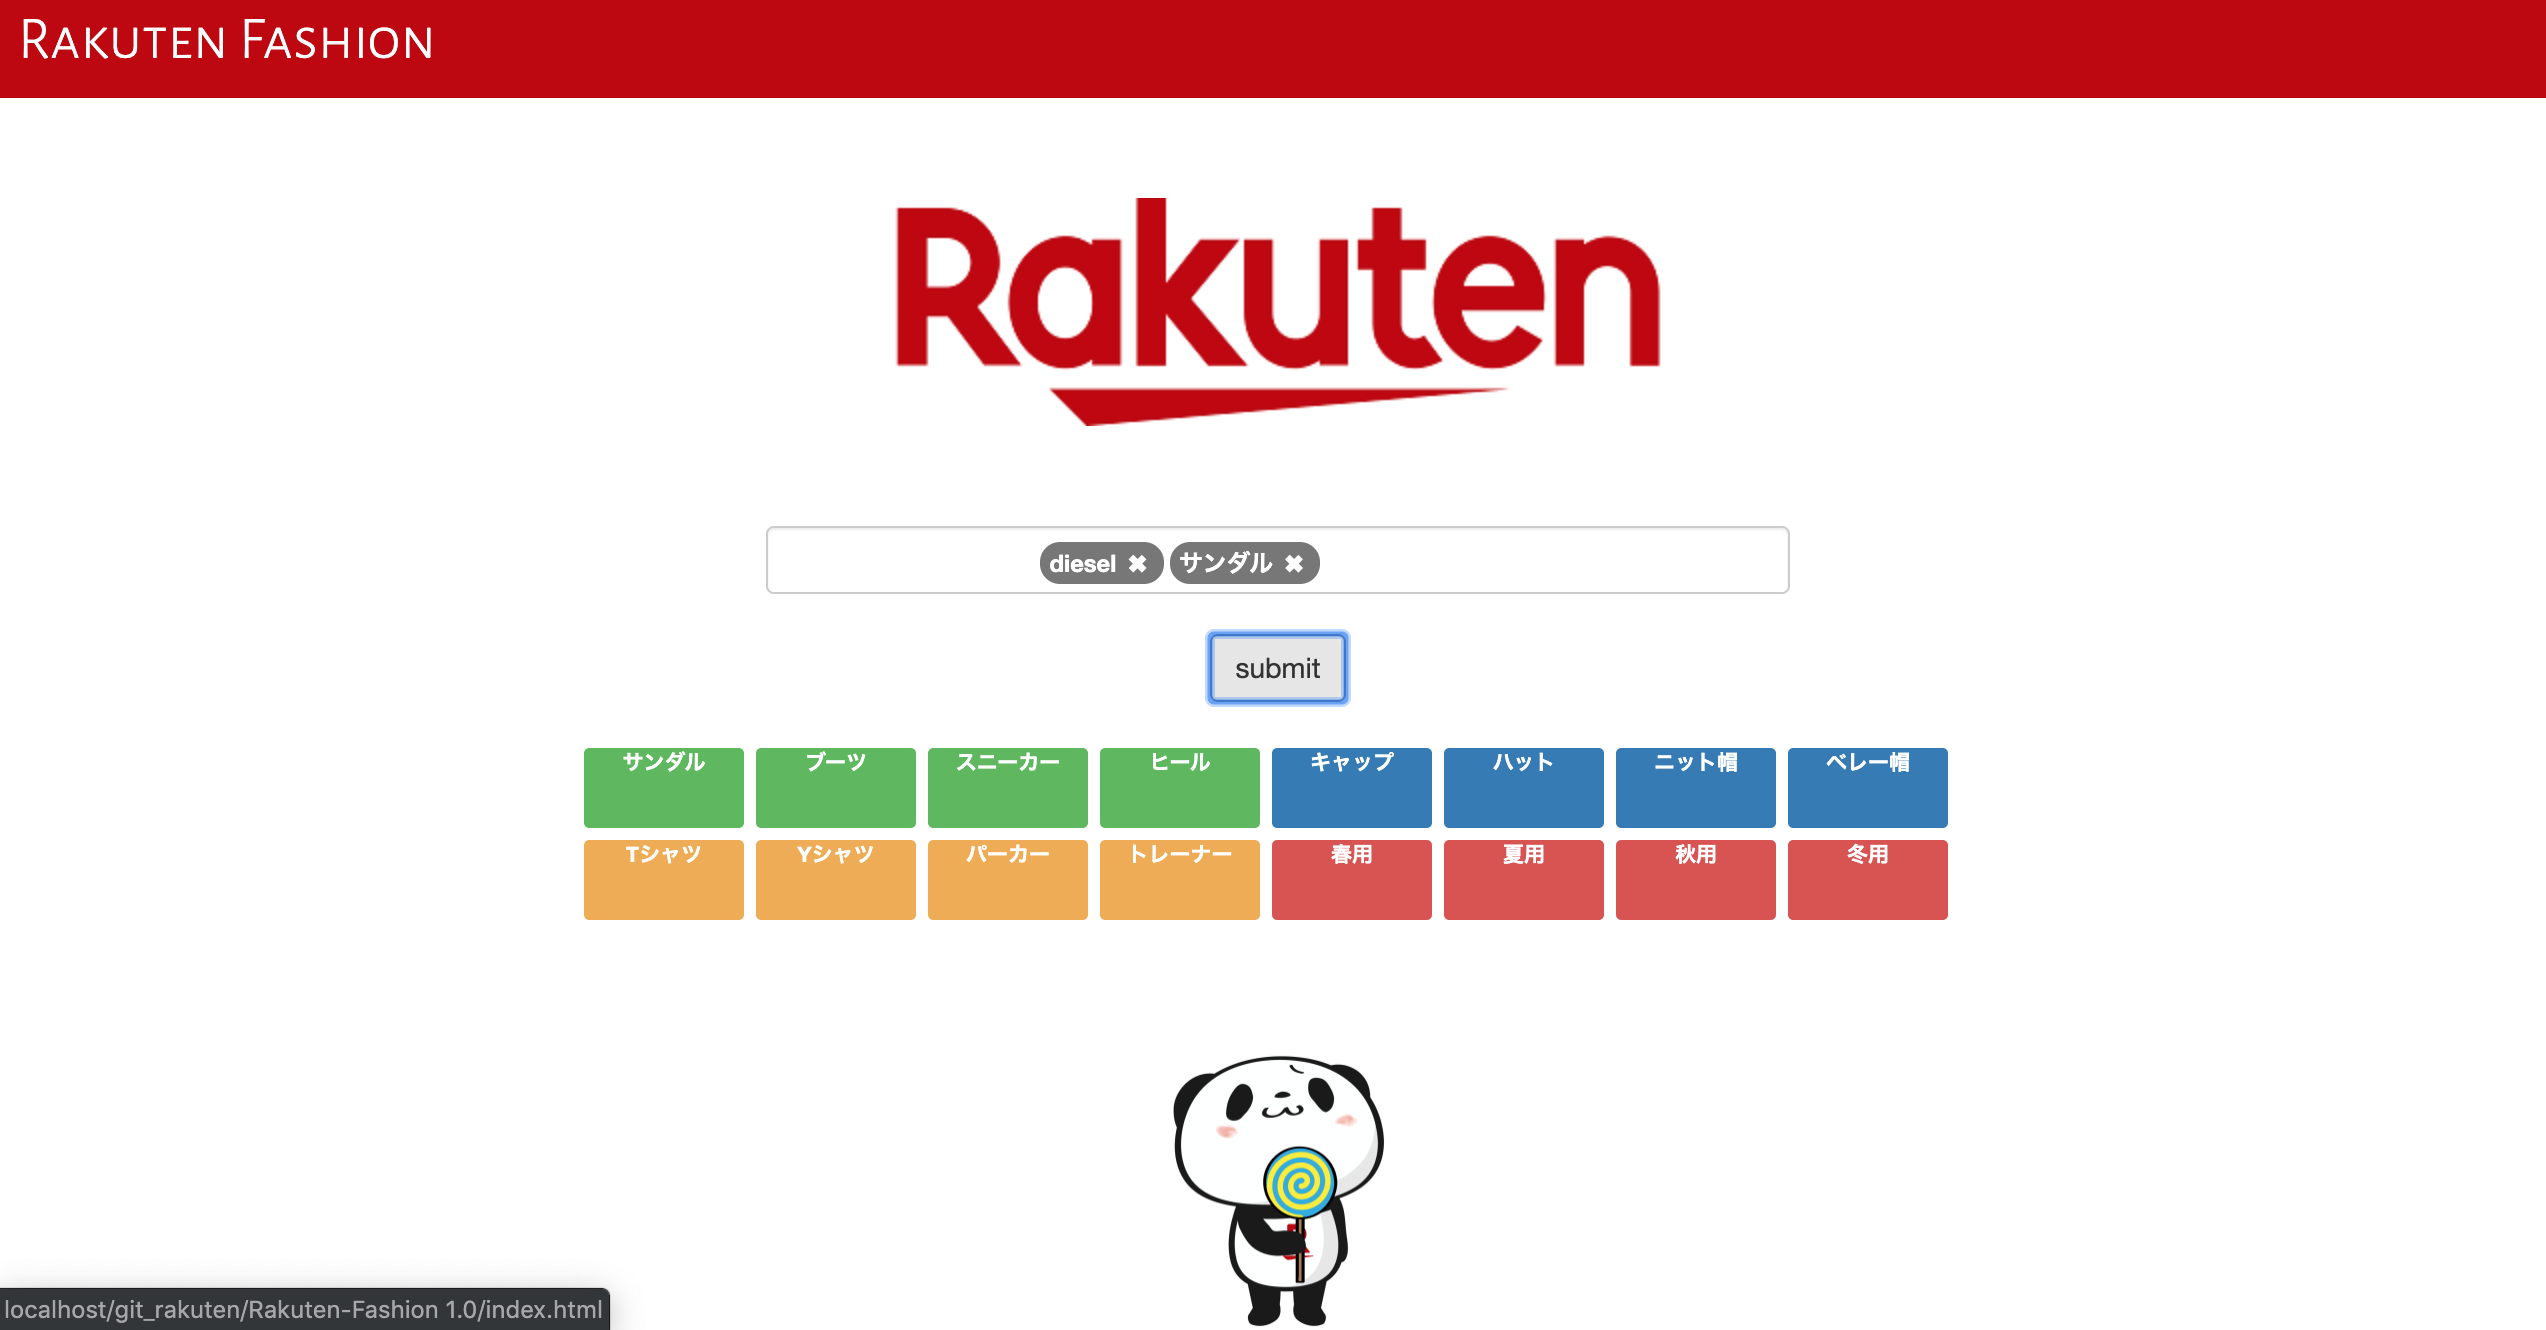 Rakuten Fashion
Rakuten
diesel ✖ サンダル ✖
submit
サンダル ブーツ スニーカー ヒール キャップ ハット ニット帽 ベレー帽
Tシャツ Yシャツ パーカー トレーナー 春用 夏用 秋用 冬用
R
localhost/git_rakuten/Rakuten-Fashion 1.0/index.html